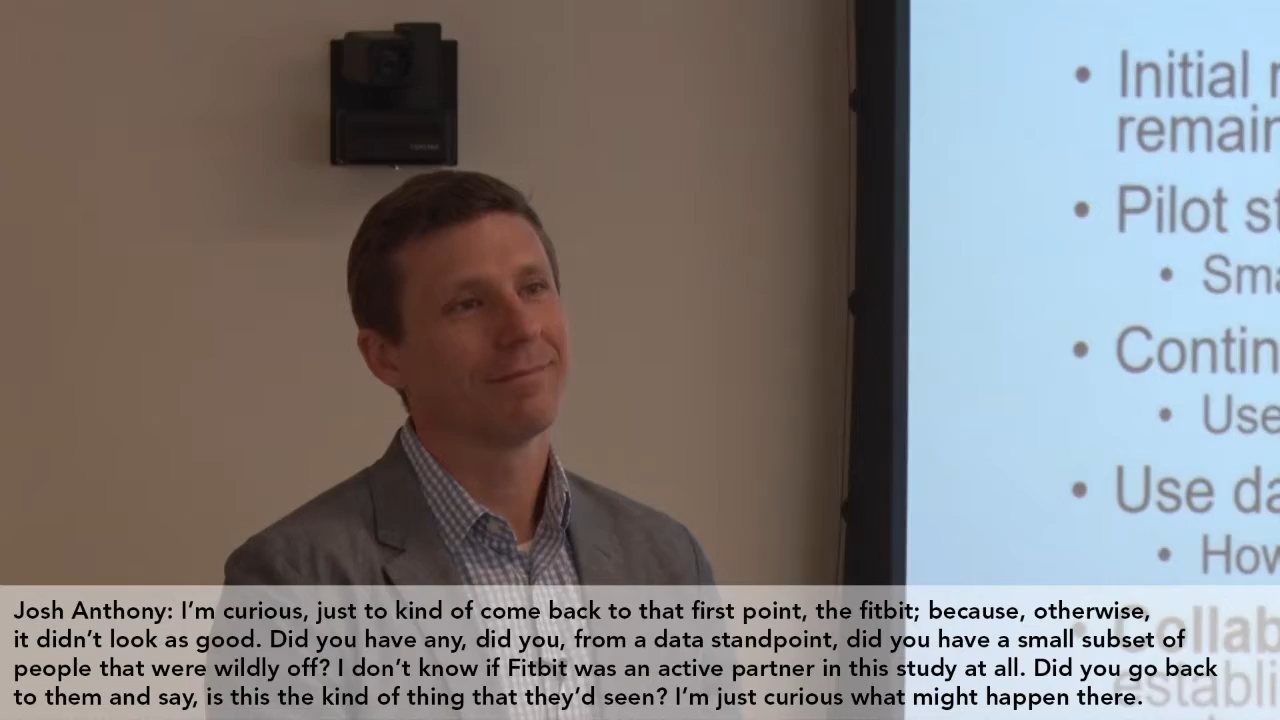 • Initial
remain
• Pilot
• Sma
• Contin
• Use
• Use da
• How
Josh Anthony: I’m curious, just to kind of come back to that first point, the fitbit; because, otherwise,
it didn’t look as good. Did you have any, did you, from a data standpoint, did you have a small subset of
people that were wildly off? I don’t know if Fitbit was an active partner in this study at all. Did you go back
to them and say, is this the kind of thing that they’d seen? I’m just curious what might happen there.